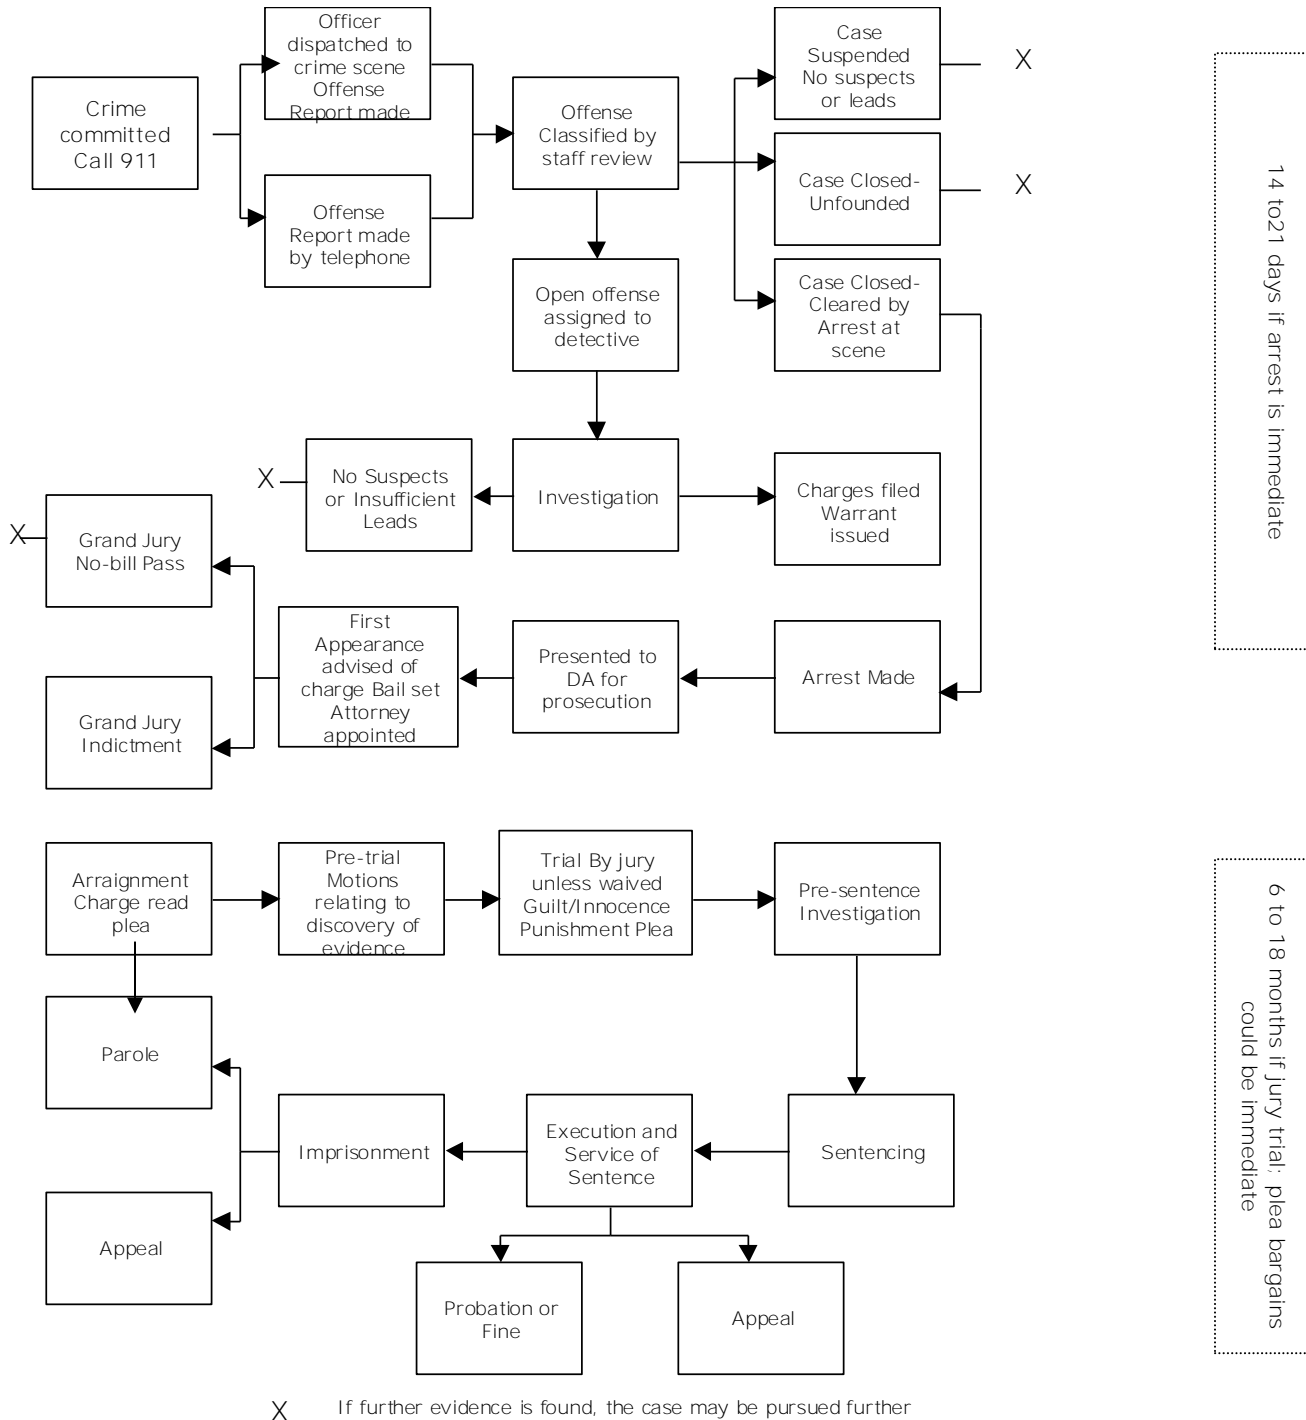 Crime
committed
Call 911
Officer
dispatched to
crime scene
Offense
Report made
Offense
Report made
by telephone
Offense
Classified by
staff review
Case
Suspended
No suspects
or leads
X
Case Closed-
Unfounded
X
Case Closed-
Cleared by
Arrest at
scene
Open offense
assigned to
detective
14 to21 days if arrest is immediate
X
No Suspects
or Insufficient
Leads
Investigation
Charges filed
Warrant
issued
X
Grand Jury
No-bill Pass
First
Appearance
advised of
charge Bail set
Attorney
appointed
Presented to
DA for
prosecution
Arrest Made
Grand Jury
Indictment
Arraignment
Charge read
plea
Pre-trial
Motions
relating to
discovery of
evidence
Trial By jury
unless waived
Guilt/Innocence
Punishment Plea
Pre-sentence
Investigation
6 to 18 months if jury trial; plea bargains
could be immediate
Parole
Imprisonment
Execution and
Service of
Sentence
Sentencing
Appeal
Probation or
Fine
Appeal
X If further evidence is found, the case may be pursued further